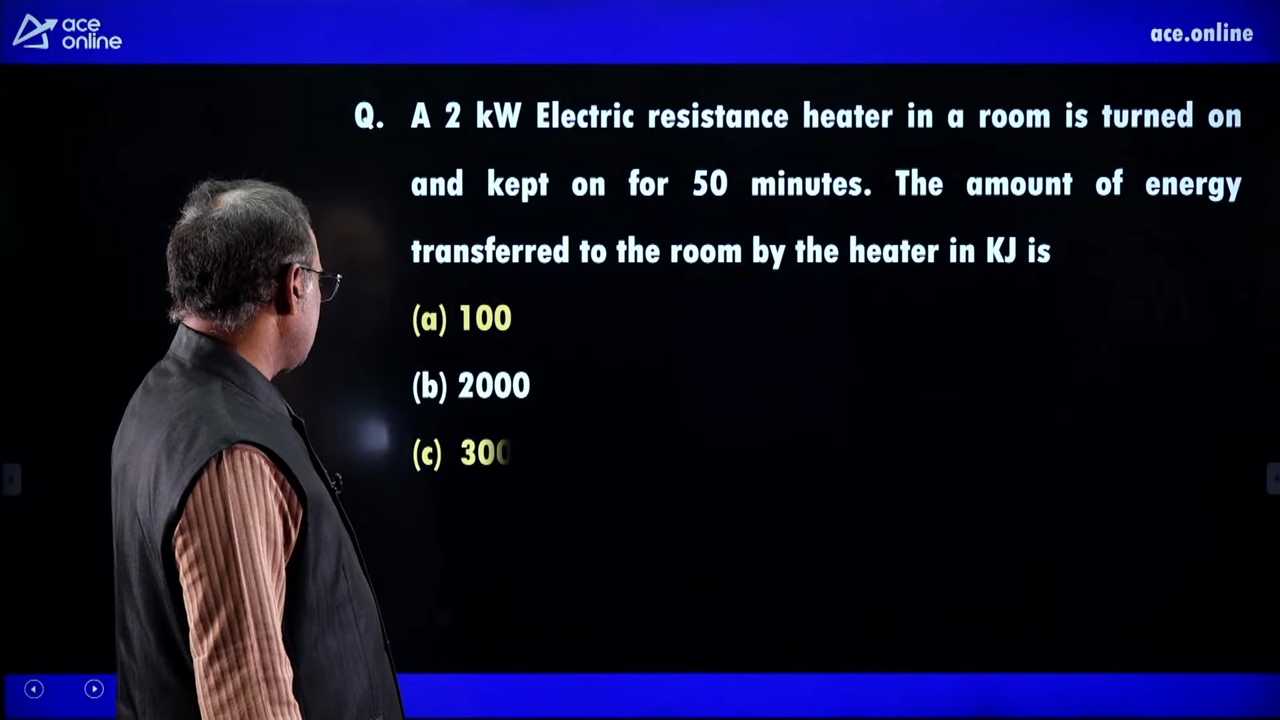 ace
online
ace.online
Q. A 2 kW Electric resistance heater in a room is turned on
and kept on for 50 minutes. The amount of energy
transferred to the room by the heater in KJ is
(a) 100
(b) 2000
(c) 300